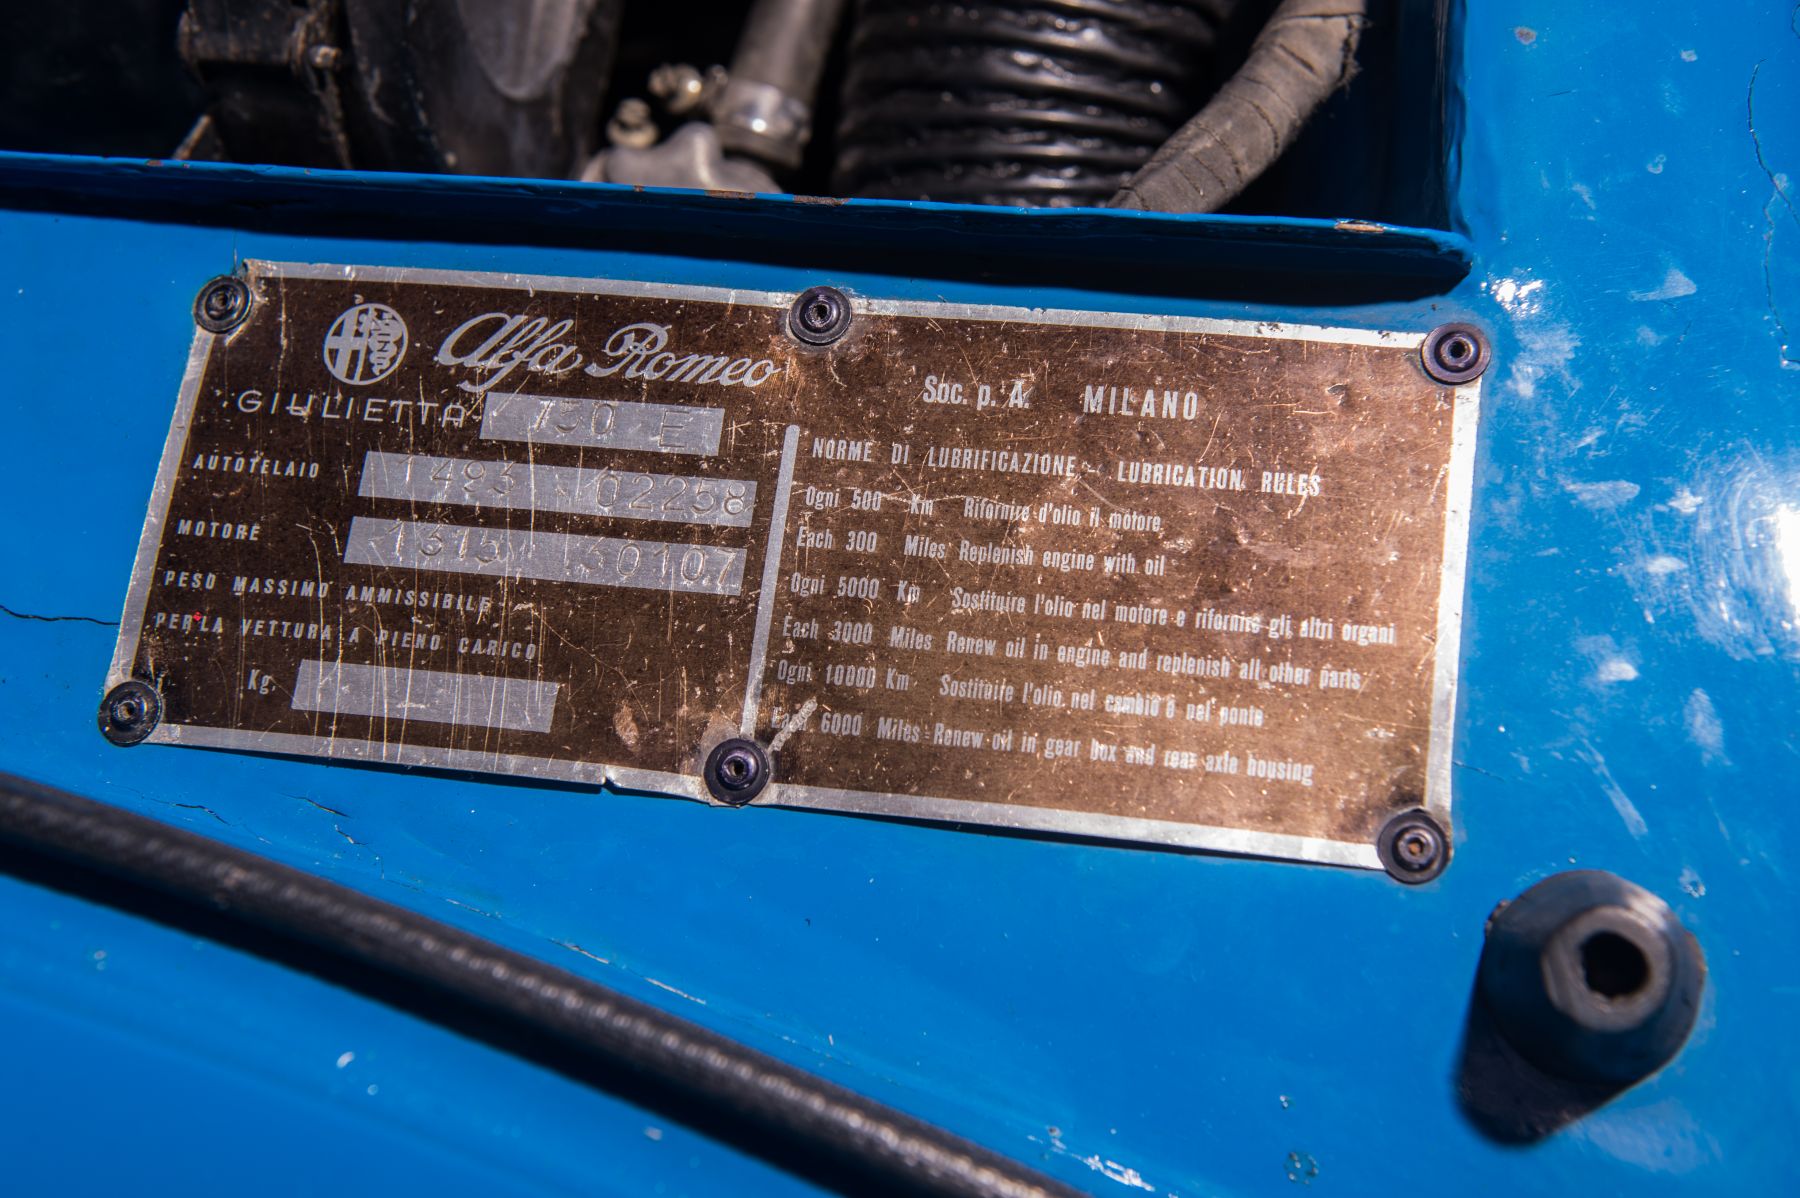 MILANO
Alfa Romeo
GIULIETTA 750 E
AUTOTELAIO 1493 02258
MOTORE 1315 30107
PESO MASSIMO AMMISSIBILE
PER LA VETTURA A PIENO CARICO
Kg.
Soc. p. A. MILANO
NORME DI LUBRIFICAZIONE - LUBRICATION RULES
Ogni 500 Km Rifornire d'olio il motore
Each 300 Miles Replenish engine with oil
Ogni 5000 Km Sostituire l'olio nel motore e rifornire gli altri organi
Each 3000 Miles Renew oil in engine and replenish all other parts
Ogni 10000 Km Sostituire l'olio nel cambio e nel ponte
Each 6000 Miles Renew oil in gear box and rear axle housing